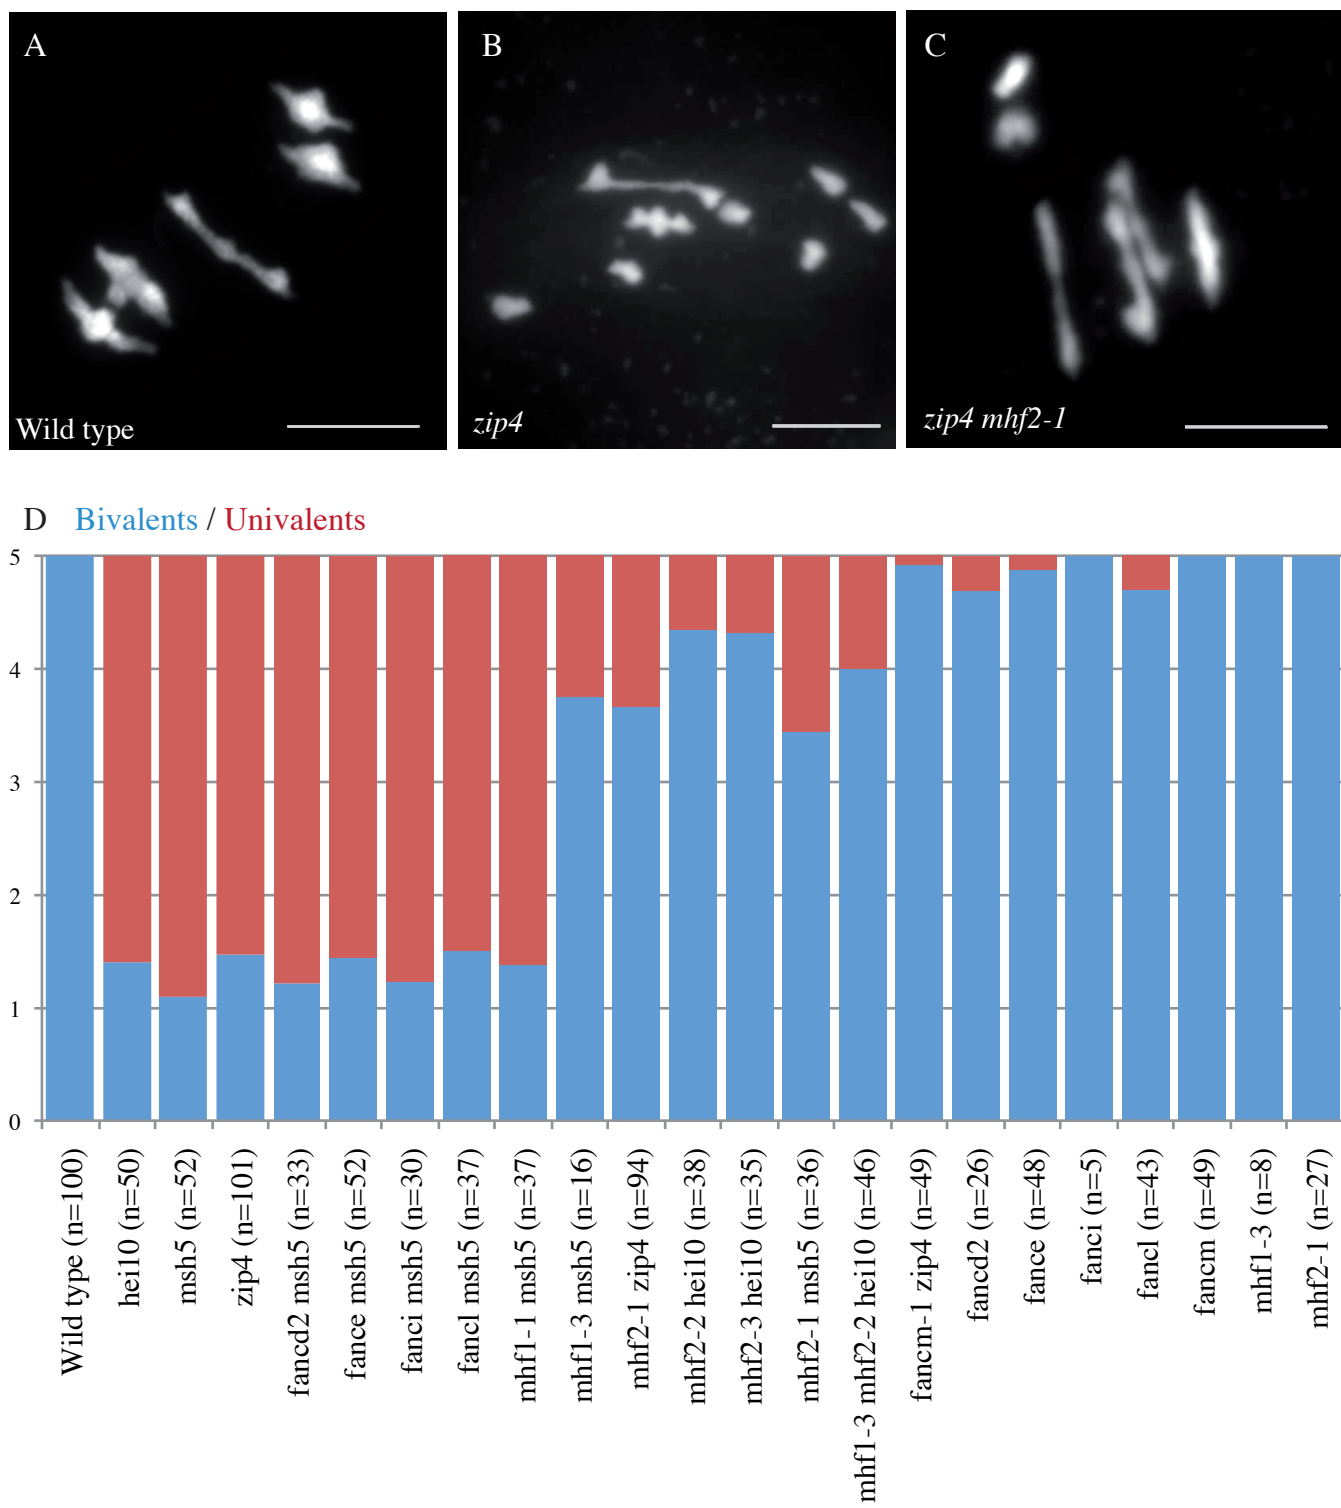 A
B
C
Wild type
zip4
zip4 mhf2-1
D Bivalents / Univalents
5
4
3
2
1
0
Wild type (n=100)
hei10 (n=50)
msh5 (n=52)
zip4 (n=101)
fancd2 msh5 (n=33)
fance msh5 (n=52)
fanci msh5 (n=30)
fancl msh5 (n=37)
mhf1-1 msh5 (n=37)
mhf1-3 msh5 (n=16)
mhf2-1 zip4 (n=94)
mhf2-2 hei10 (n=38)
mhf2-3 hei10 (n=35)
mhf2-1 msh5 (n=36)
mhf1-3 mhf2-2 hei10 (n=46)
fancm-1 zip4 (n=49)
fancd2 (n=26)
fance (n=48)
fanci (n=5)
fancl (n=43)
fancm (n=49)
mhf1-3 (n=8)
mhf2-1 (n=27)